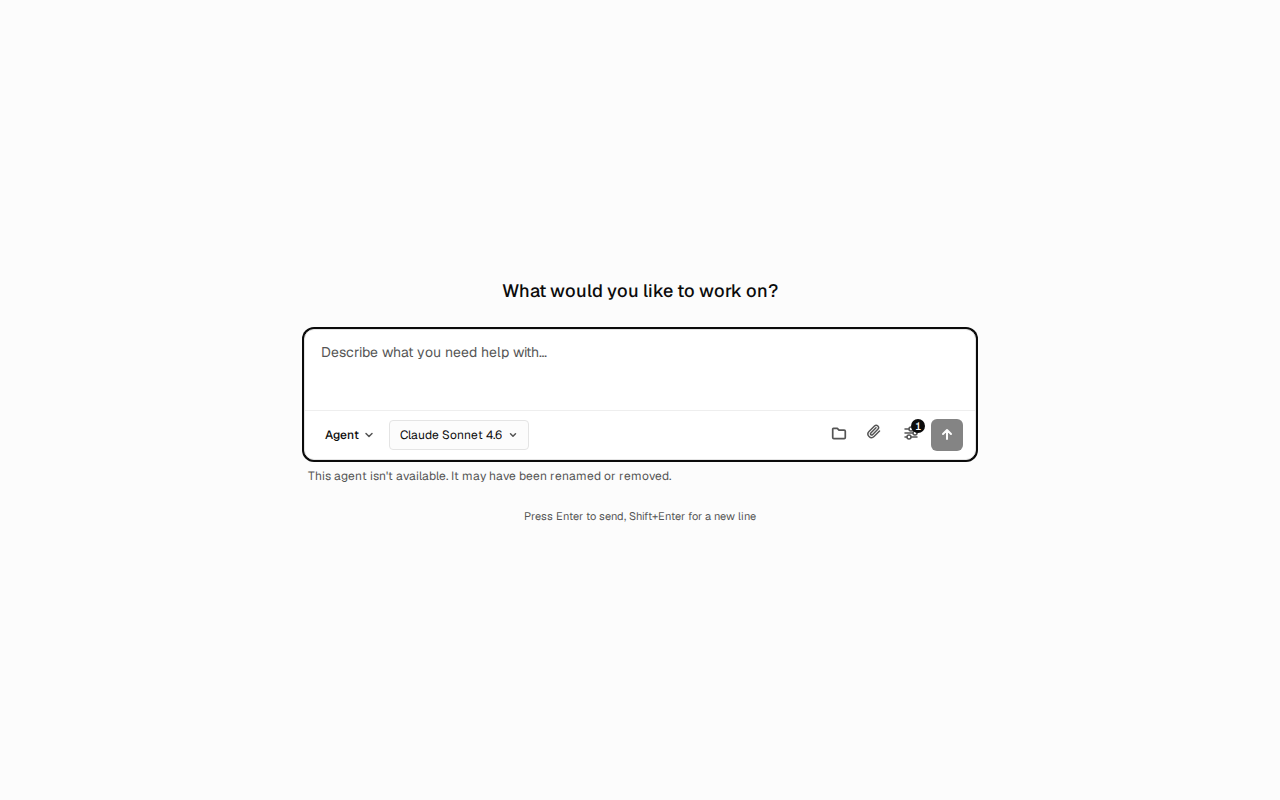 What would you like to work on?
Describe what you need help with...
Agent
Claude Sonnet 4.6
1
This agent isn't available. It may have been renamed or removed.
Press Enter to send, Shift+Enter for a new line